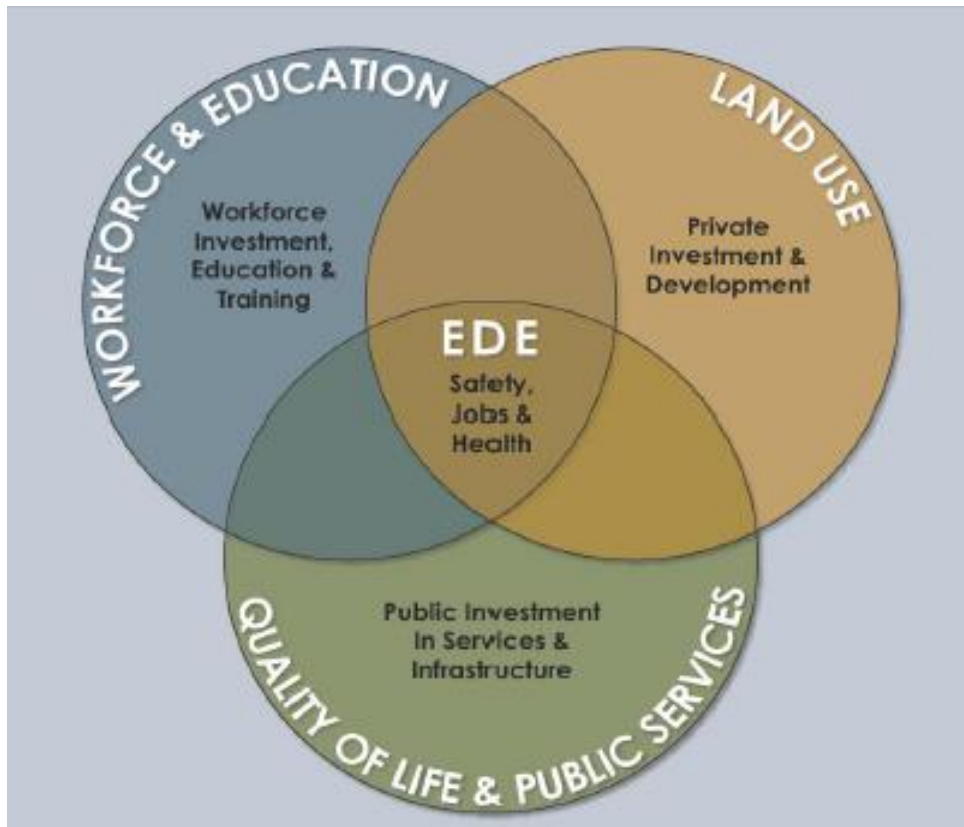 WORKFORCE & EDUCATION
Workforce
Investment,
Education &
Training
LAND USE
Private
Investment &
Development
EDE
Safety,
Jobs &
Health
Public Investment
In Services &
Infrastructure
QUALITY OF LIFE & PUBLIC SERVICES